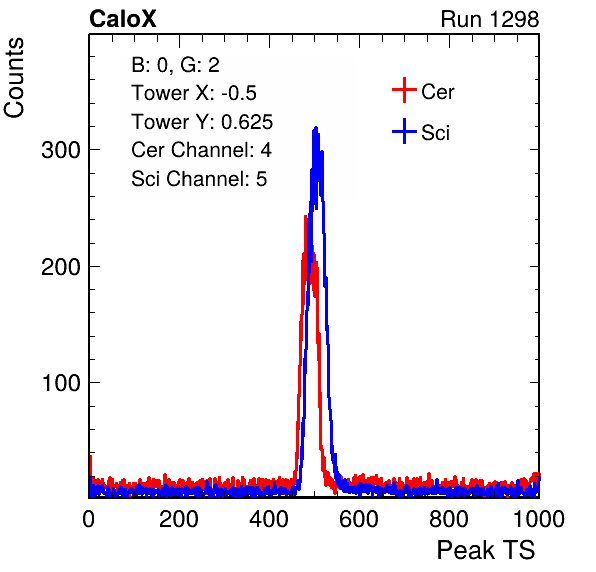 CaloX Run 1298
Counts
B: 0, G: 2
Tower X: -0.5
Tower Y: 0.625
Cer Channel: 4
Sci Channel: 5
Cer
Sci
300
200
100
0 200 400 600 800 1000
Peak TS